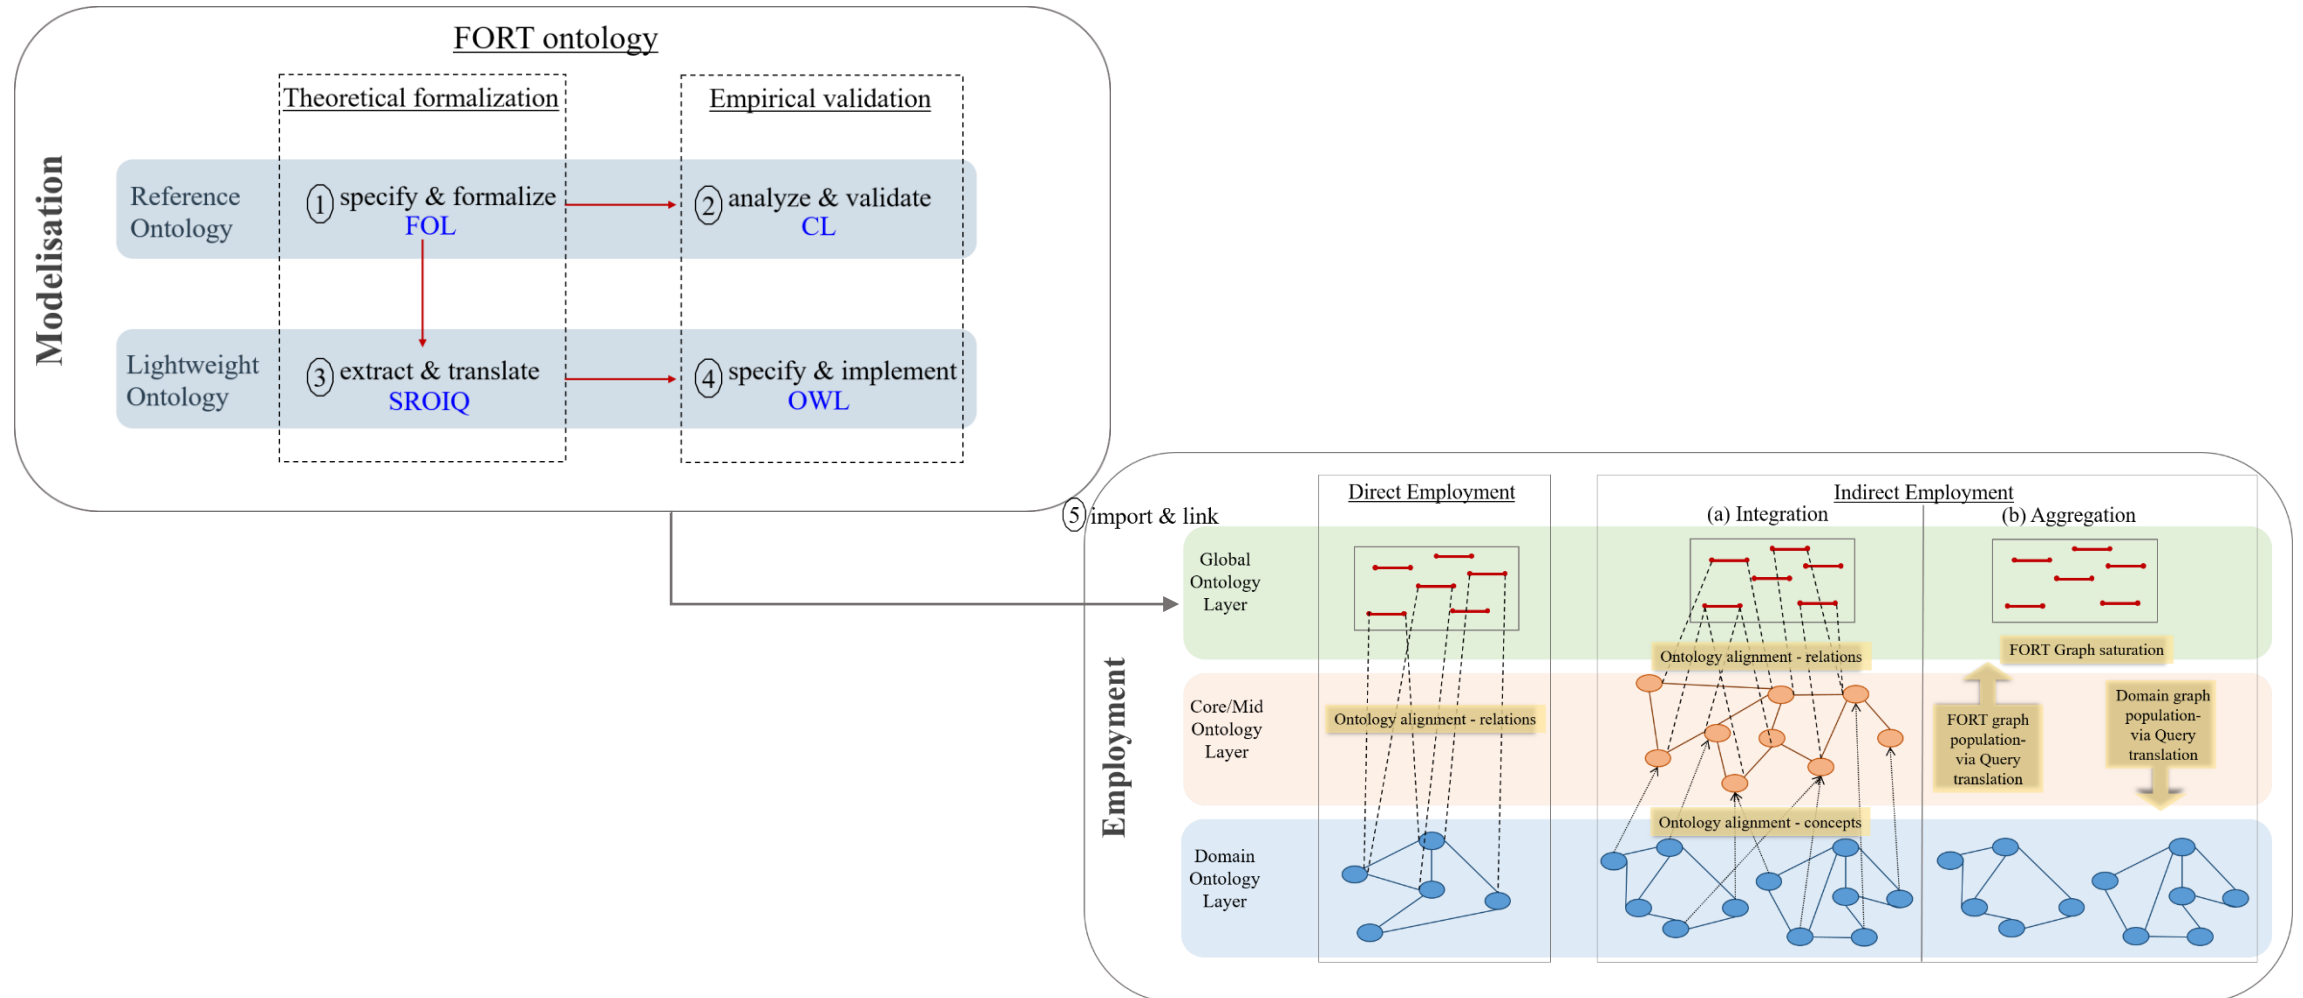 FORT ontology
Theoretical formalization
Empirical validation
Modelisation
Reference
Ontology
1 specify & formalize
FOL
2 analyze & validate
CL
Lightweight
Ontology
3 extract & translate
SROIQ
4 specify & implement
OWL
5 import & link
Employment
Direct Employment
Indirect Employment
(a) Integration
(b) Aggregation
Global
Ontology
Layer
Ontology alignment - relations
FORT Graph saturation
Core/Mid
Ontology
Layer
Ontology alignment - relations
FORT graph
population-
via Query
translation
Domain graph
population-
via Query
translation
Ontology alignment - concepts
Domain
Ontology
Layer